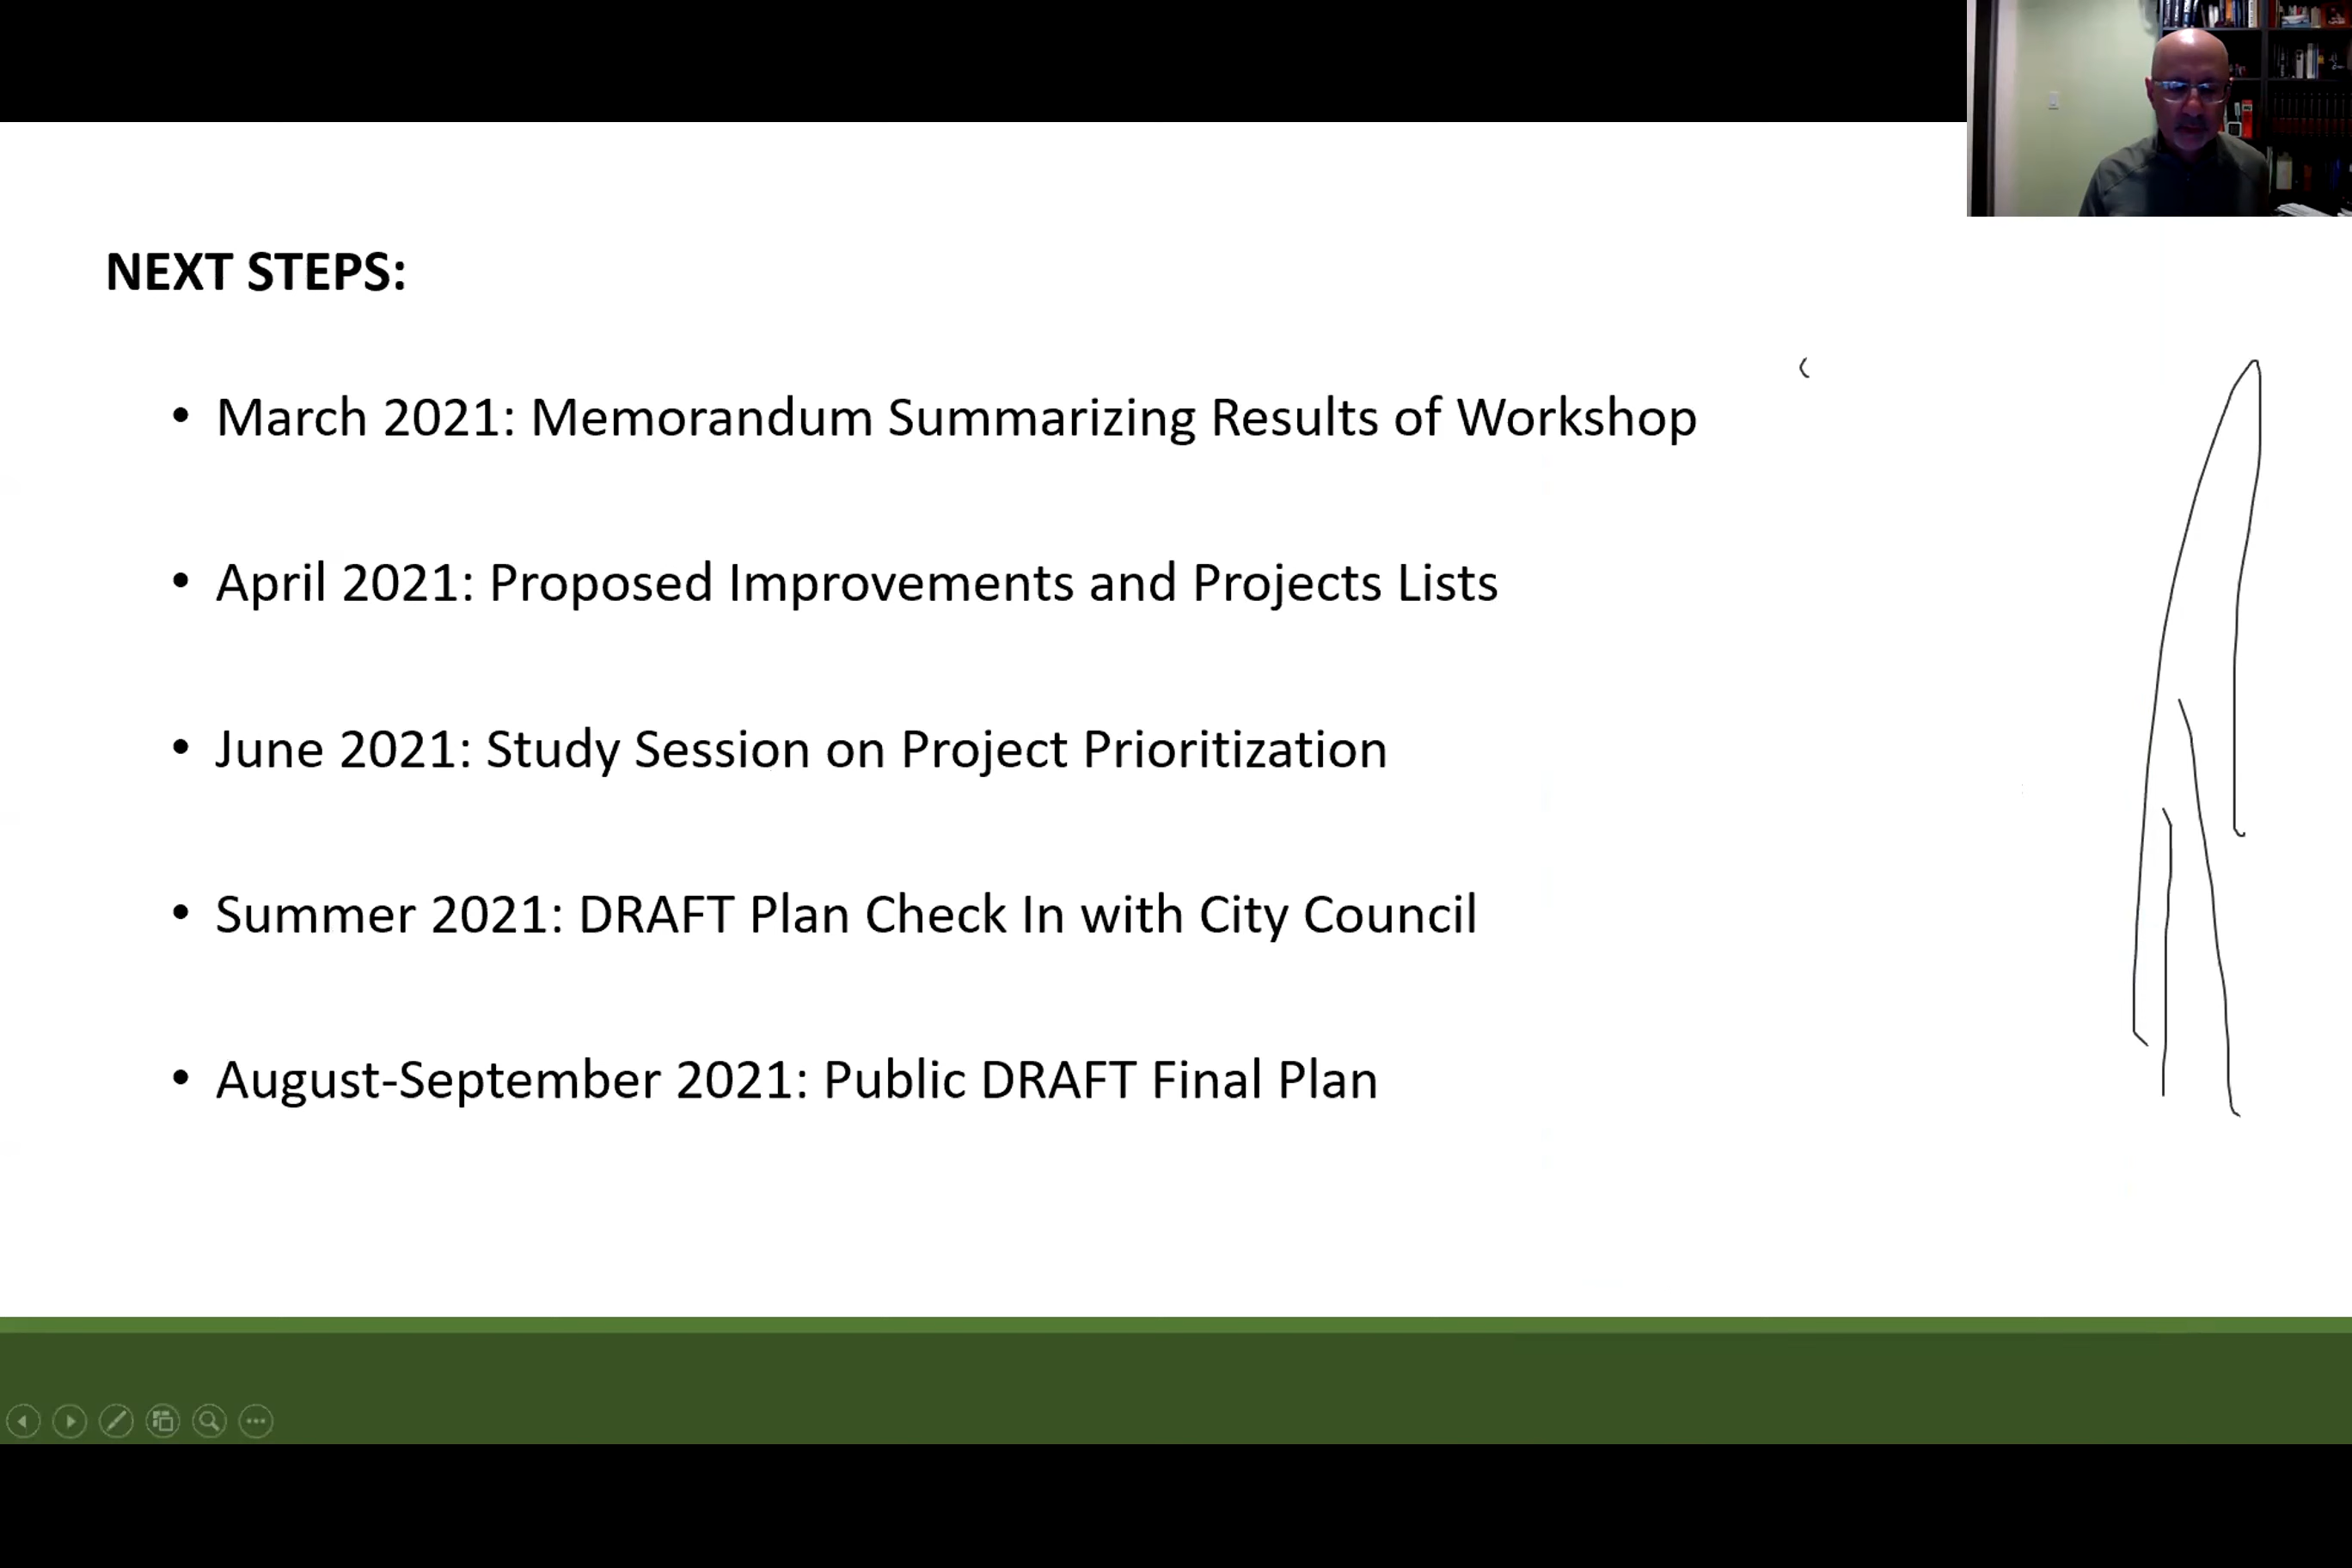 NEXT STEPS:
• March 2021: Memorandum Summarizing Results of Workshop
• April 2021: Proposed Improvements and Projects Lists
• June 2021: Study Session on Project Prioritization
• Summer 2021: DRAFT Plan Check In with City Council
• August-September 2021: Public DRAFT Final Plan